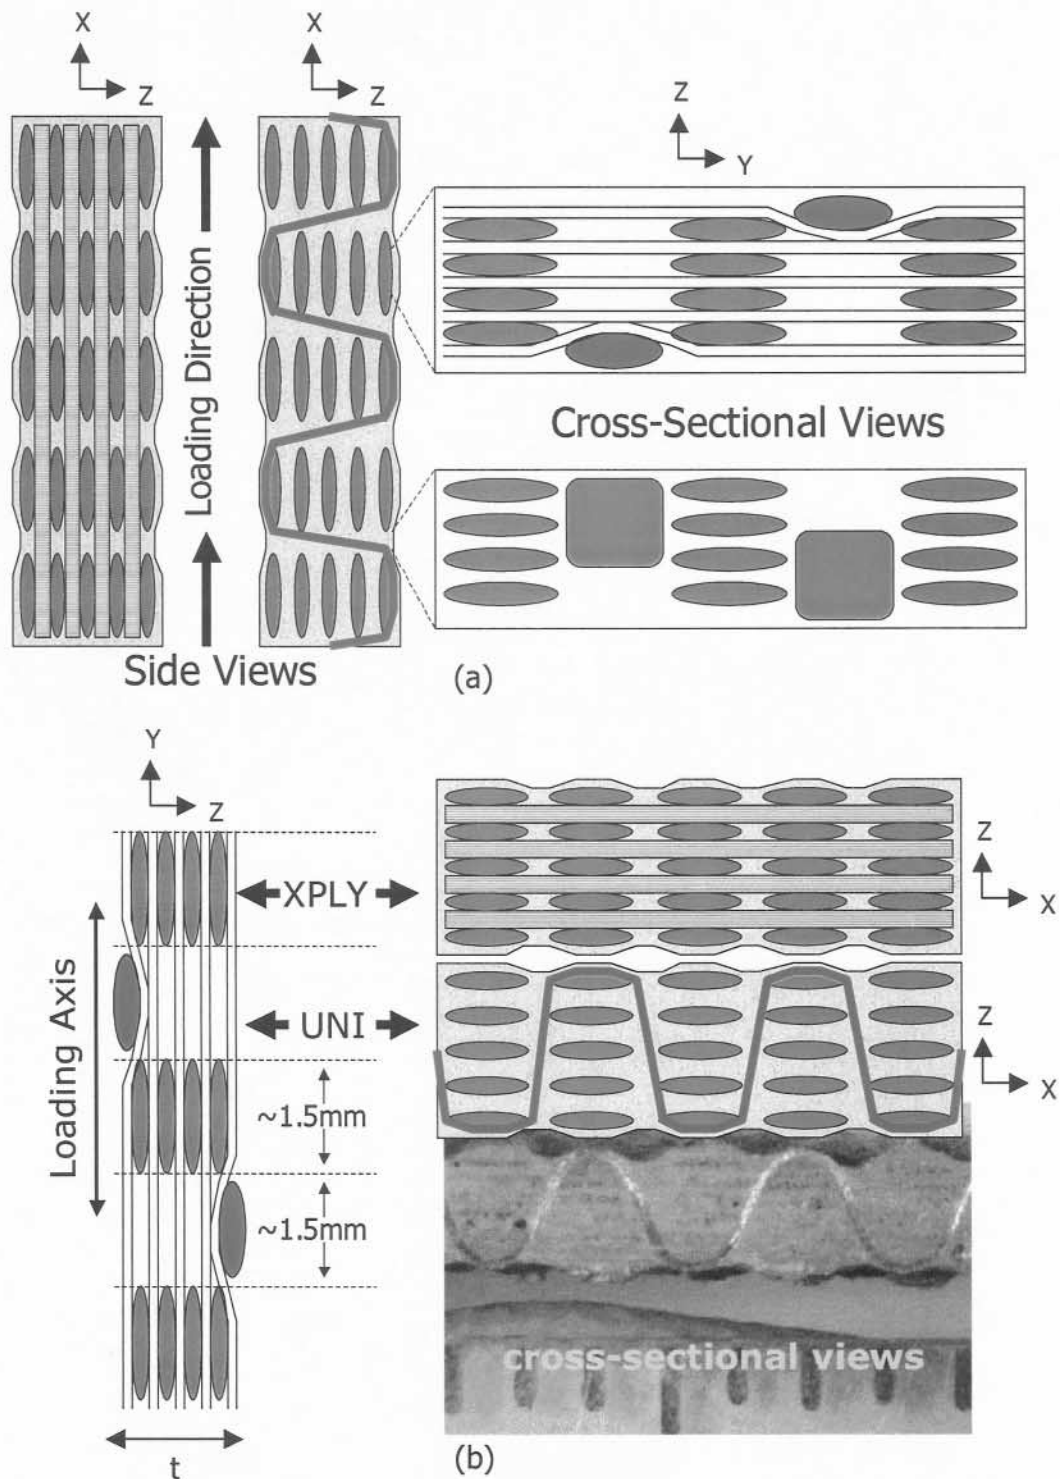 X
Z
X
Z
Loading Direction
Z
Y
Cross-Sectional Views
Side Views
(a)
Y
Z
XPLY
Z
X
Loading Axis
UNI
Z
X
~1.5mm
~1.5mm
cross-sectional views
t
(b)